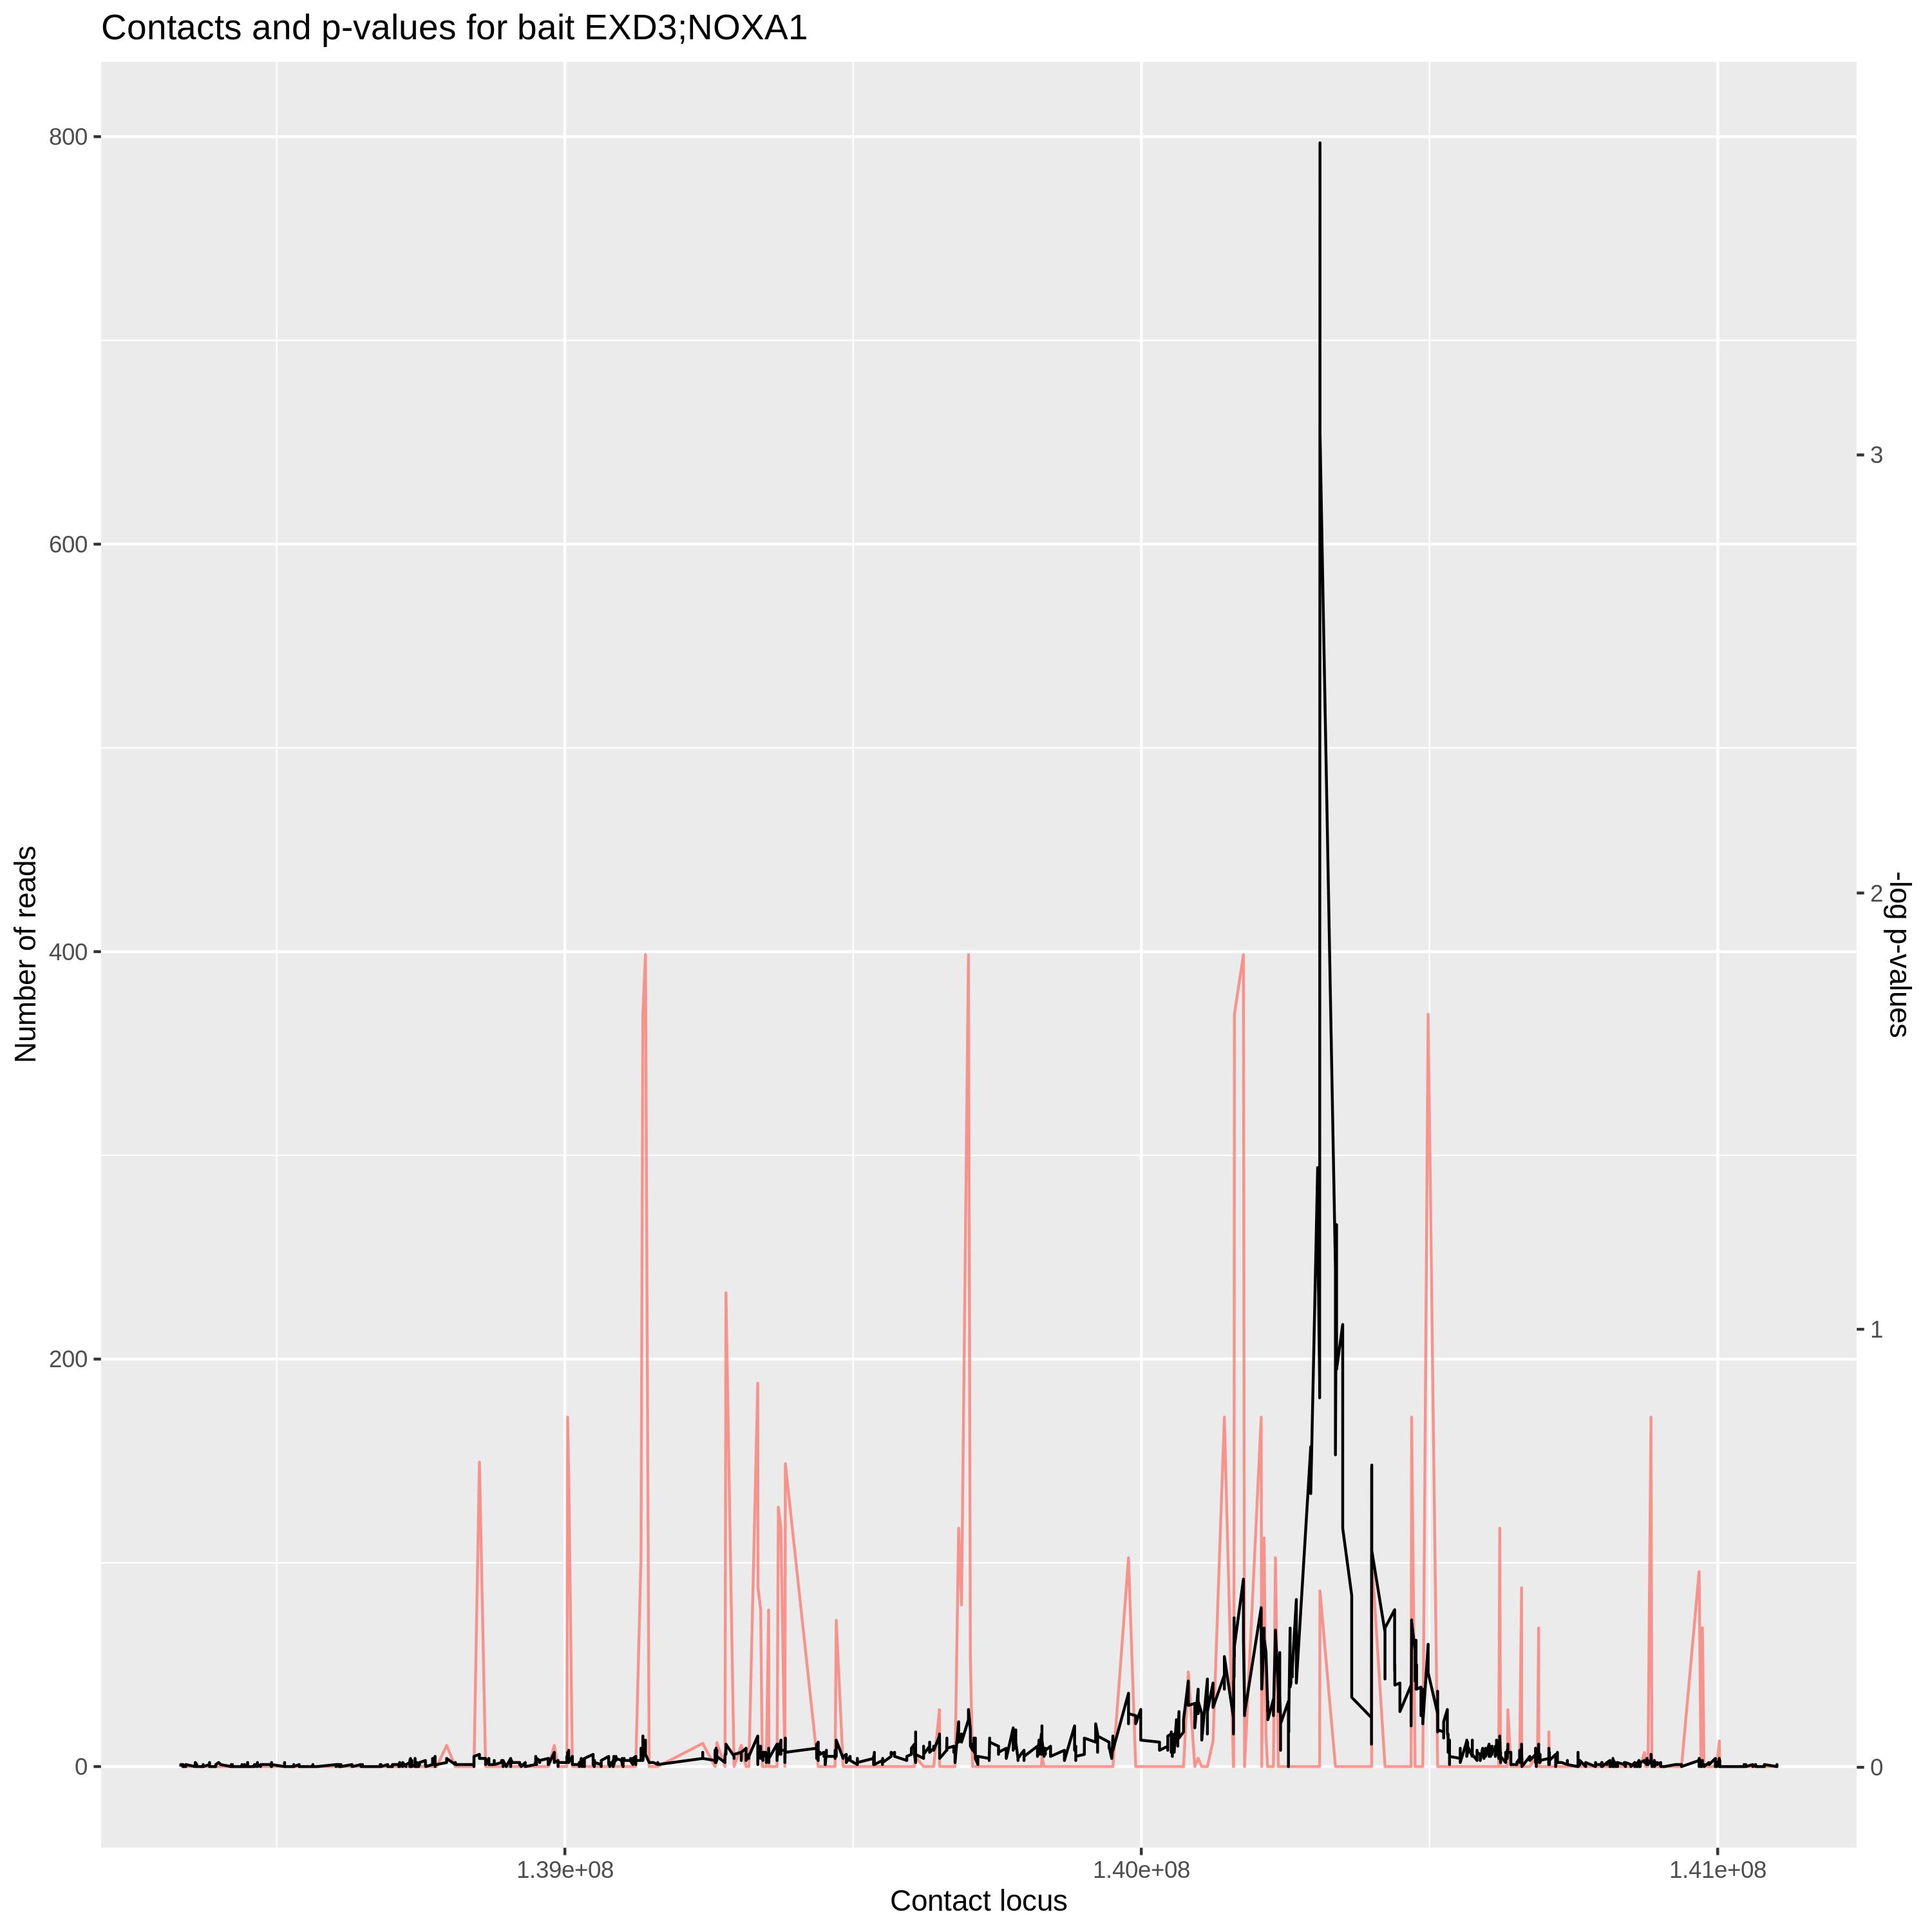 Contacts and p-values for bait EXD3;NOXA1
800
600
400
200
0
Number of reads
3
2
1
0
-log p-values
1.39e+08
1.40e+08
1.41e+08
Contact locus